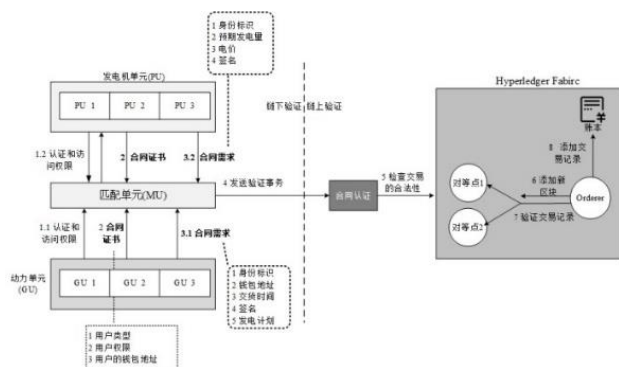 1 身份标识
2 预期发电量
3 电价
4 签名
发电机单元(PU)
PU 1
PU 2
PU 3
链下验证
链上验证
Hyperledger Fabirc
账本
8 添加交
易记录
1.2 认证和访
问权限
2 合同证书
3.2 合同需求
4 发送验证事务
合同认证
5 检查交易
的合法性
对等点1
6 添加新
区块
Orderer
7 验证交易记录
对等点2
匹配单元(MU)
1.1 认证和
访问权限
2 合同
证书
3.1 合同需求
动力单元
(GU)
GU 1
GU 2
GU 3
1 身份标识
2 钱包地址
3 交货时间
4 签名
5 发电计划
1 用户类型
2 用户权限
3 用户的钱包地址